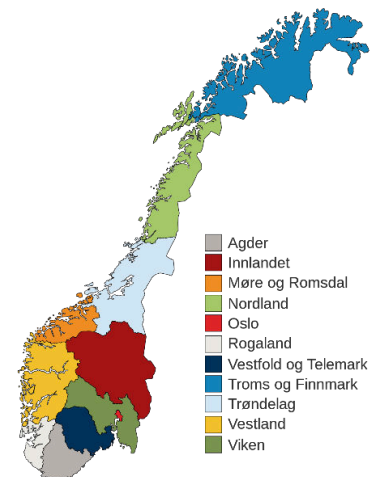 Agder
Innlandet
Møre og Romsdal
Nordland
Oslo
Rogaland
Vestfold og Telemark
Troms og Finnmark
Trøndelag
Vestland
Viken